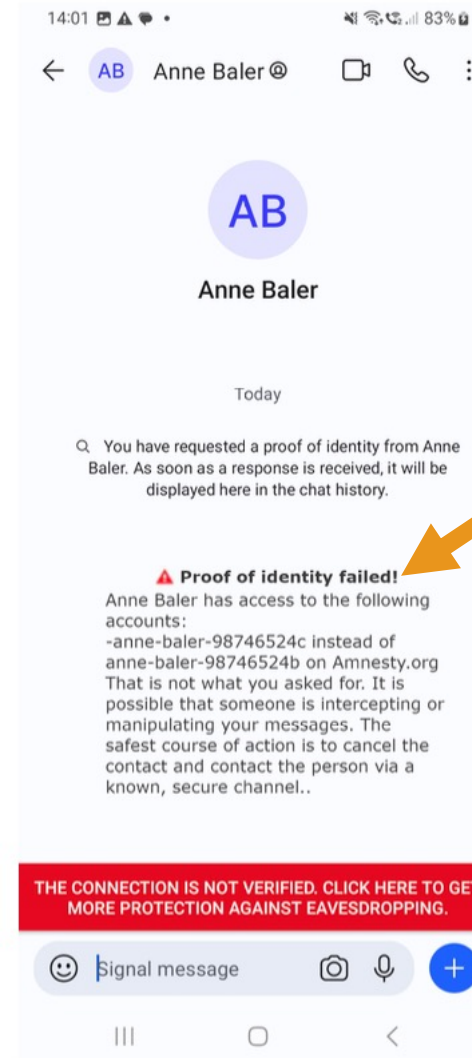 14:01 83%
AB Anne Baler
AB
Anne Baler
Today
You have requested a proof of identity from Anne
Baler. As soon as a response is received, it will be
displayed here in the chat history.
Proof of identity failed!
Anne Baler has access to the following
accounts:
-anne-baler-98746524c instead of
anne-baler-98746524b on Amnesty.org
That is not what you asked for. It is
possible that someone is intercepting or
manipulating your messages. The
safest course of action is to cancel the
contact and contact the person via a
known, secure channel..
THE CONNECTION IS NOT VERIFIED. CLICK HERE TO GET
MORE PROTECTION AGAINST EAVESDROPPING.
Signal message